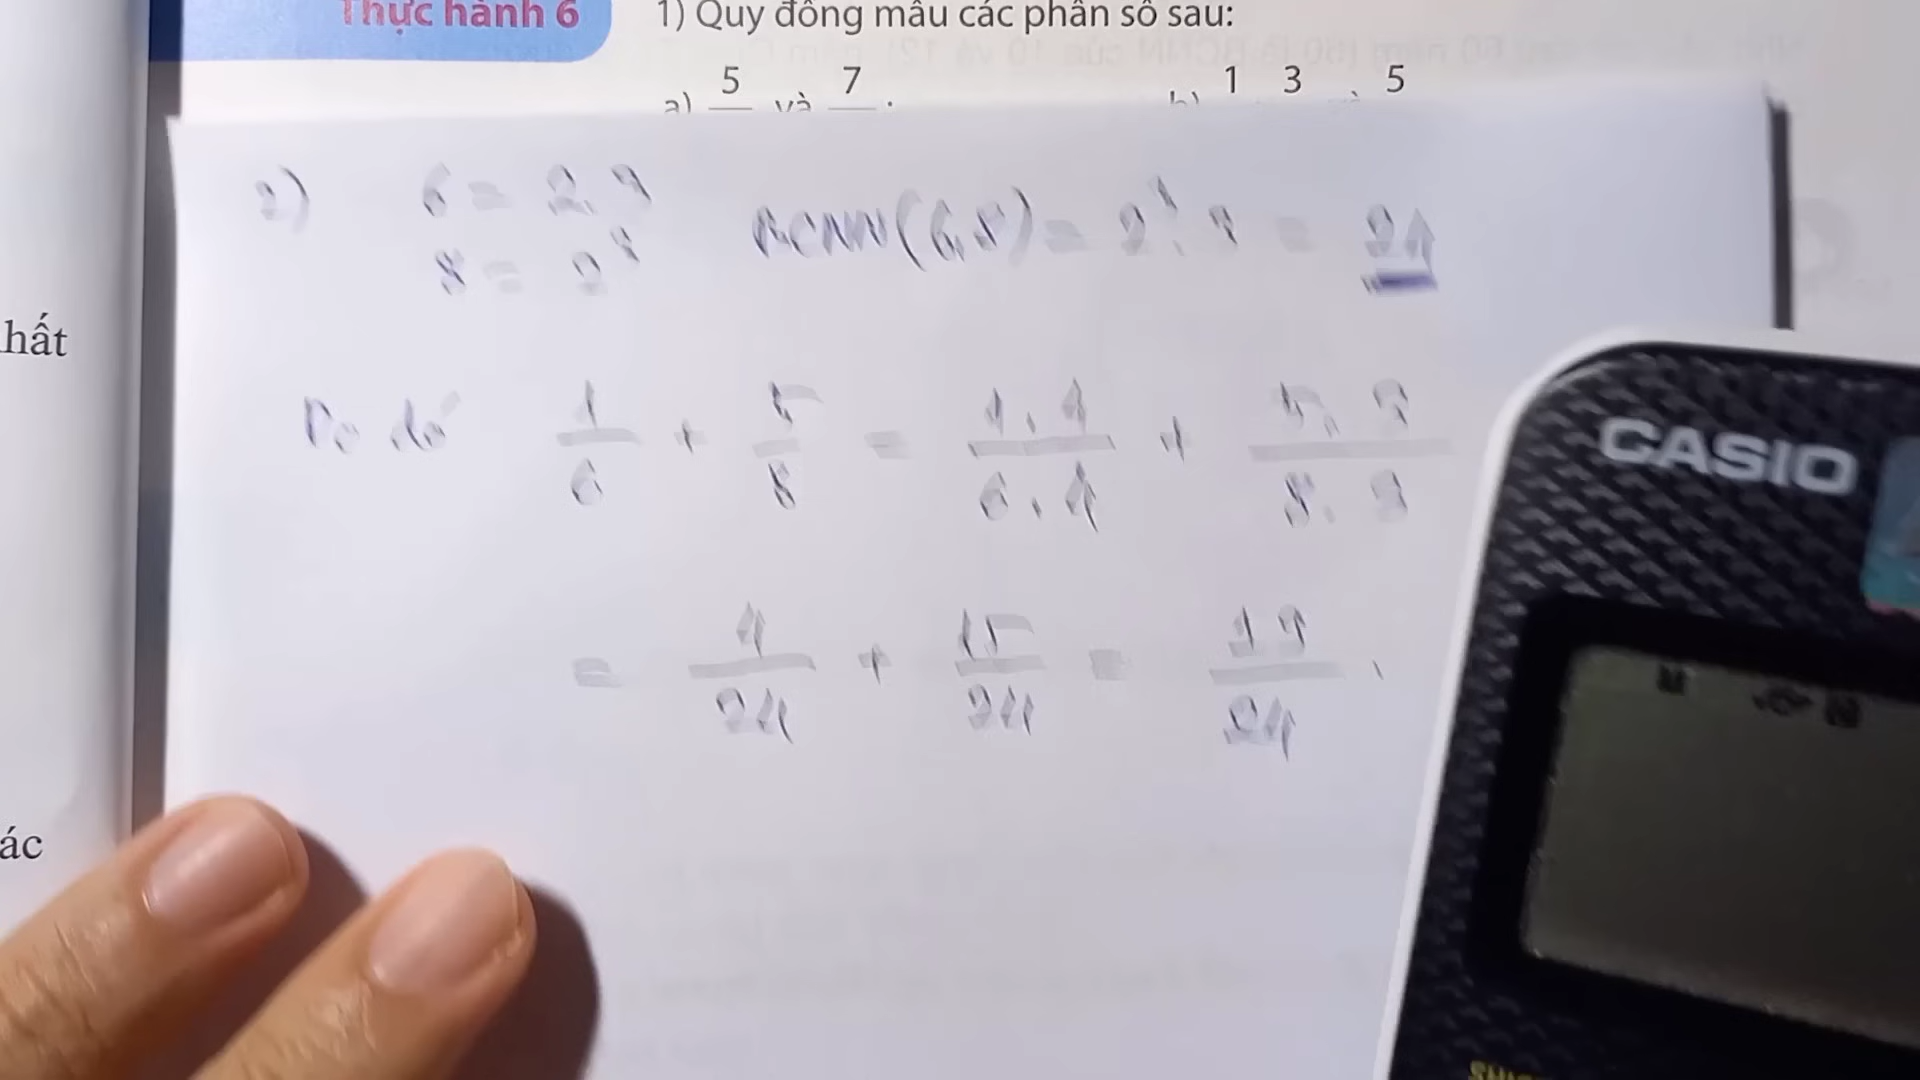 Thực hành 6
1) Quy đồng mẫu các phân số sau:
a) 5 và 7 .
b) 1 3 5
2) 6 = 2.3
8 = 2³
BCNN(6,8) = 2³.3 = 24
hất
Do đó 1/6 + 5/8 = 1.4/6.4 + 5.3/8.3
= 4/24 + 15/24 = 19/24 .
ác
CASIO
M